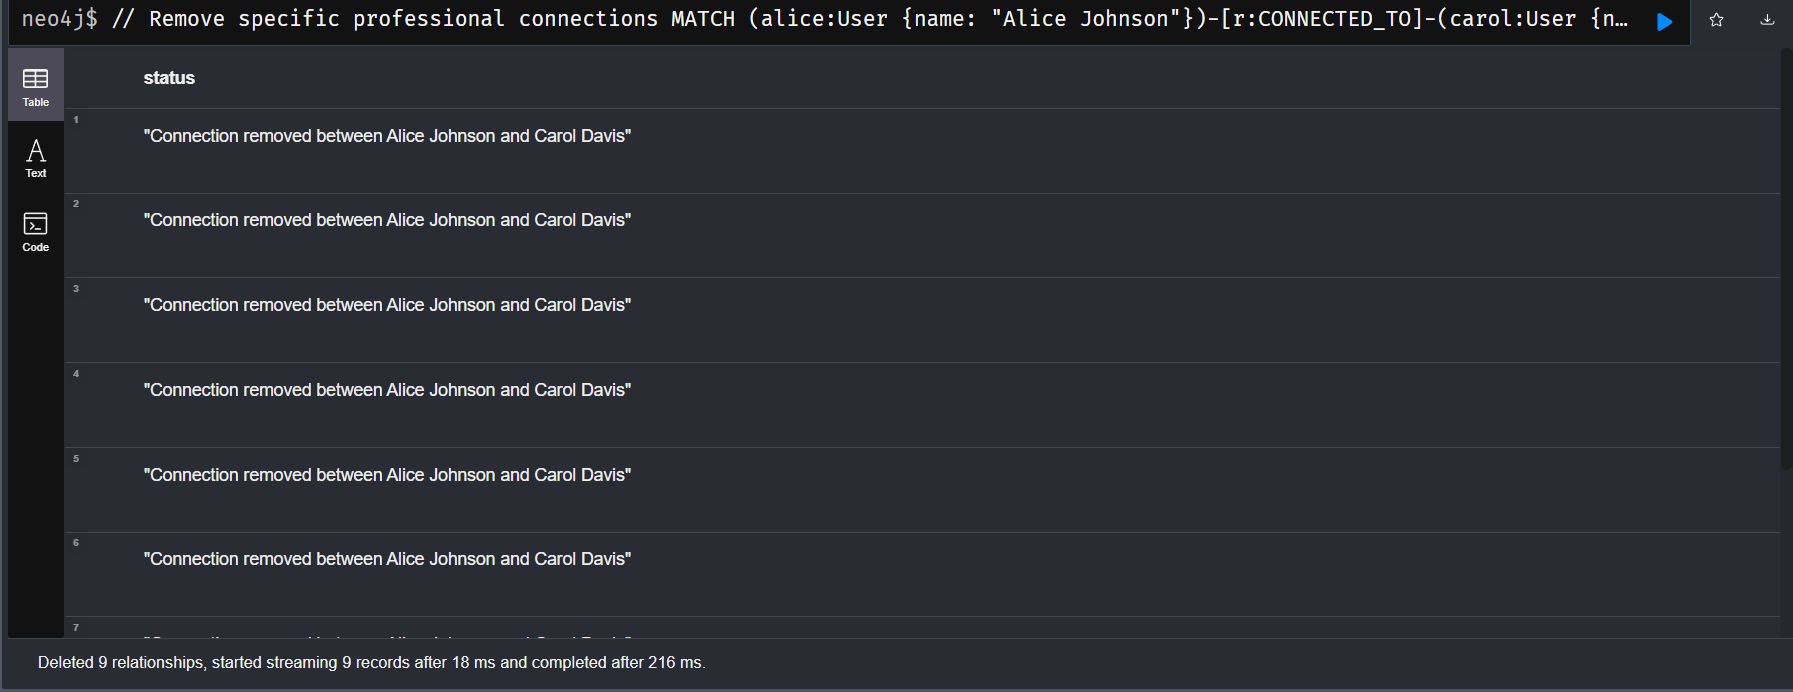 neo4j$ // Remove specific professional connections MATCH (alice:User {name: "Alice Johnson"})-[r:CONNECTED_TO]-(carol:User {n…
Table
Text
Code
status
1
"Connection removed between Alice Johnson and Carol Davis"
2
"Connection removed between Alice Johnson and Carol Davis"
3
"Connection removed between Alice Johnson and Carol Davis"
4
"Connection removed between Alice Johnson and Carol Davis"
5
"Connection removed between Alice Johnson and Carol Davis"
6
"Connection removed between Alice Johnson and Carol Davis"
7
Deleted 9 relationships, started streaming 9 records after 18 ms and completed after 216 ms.